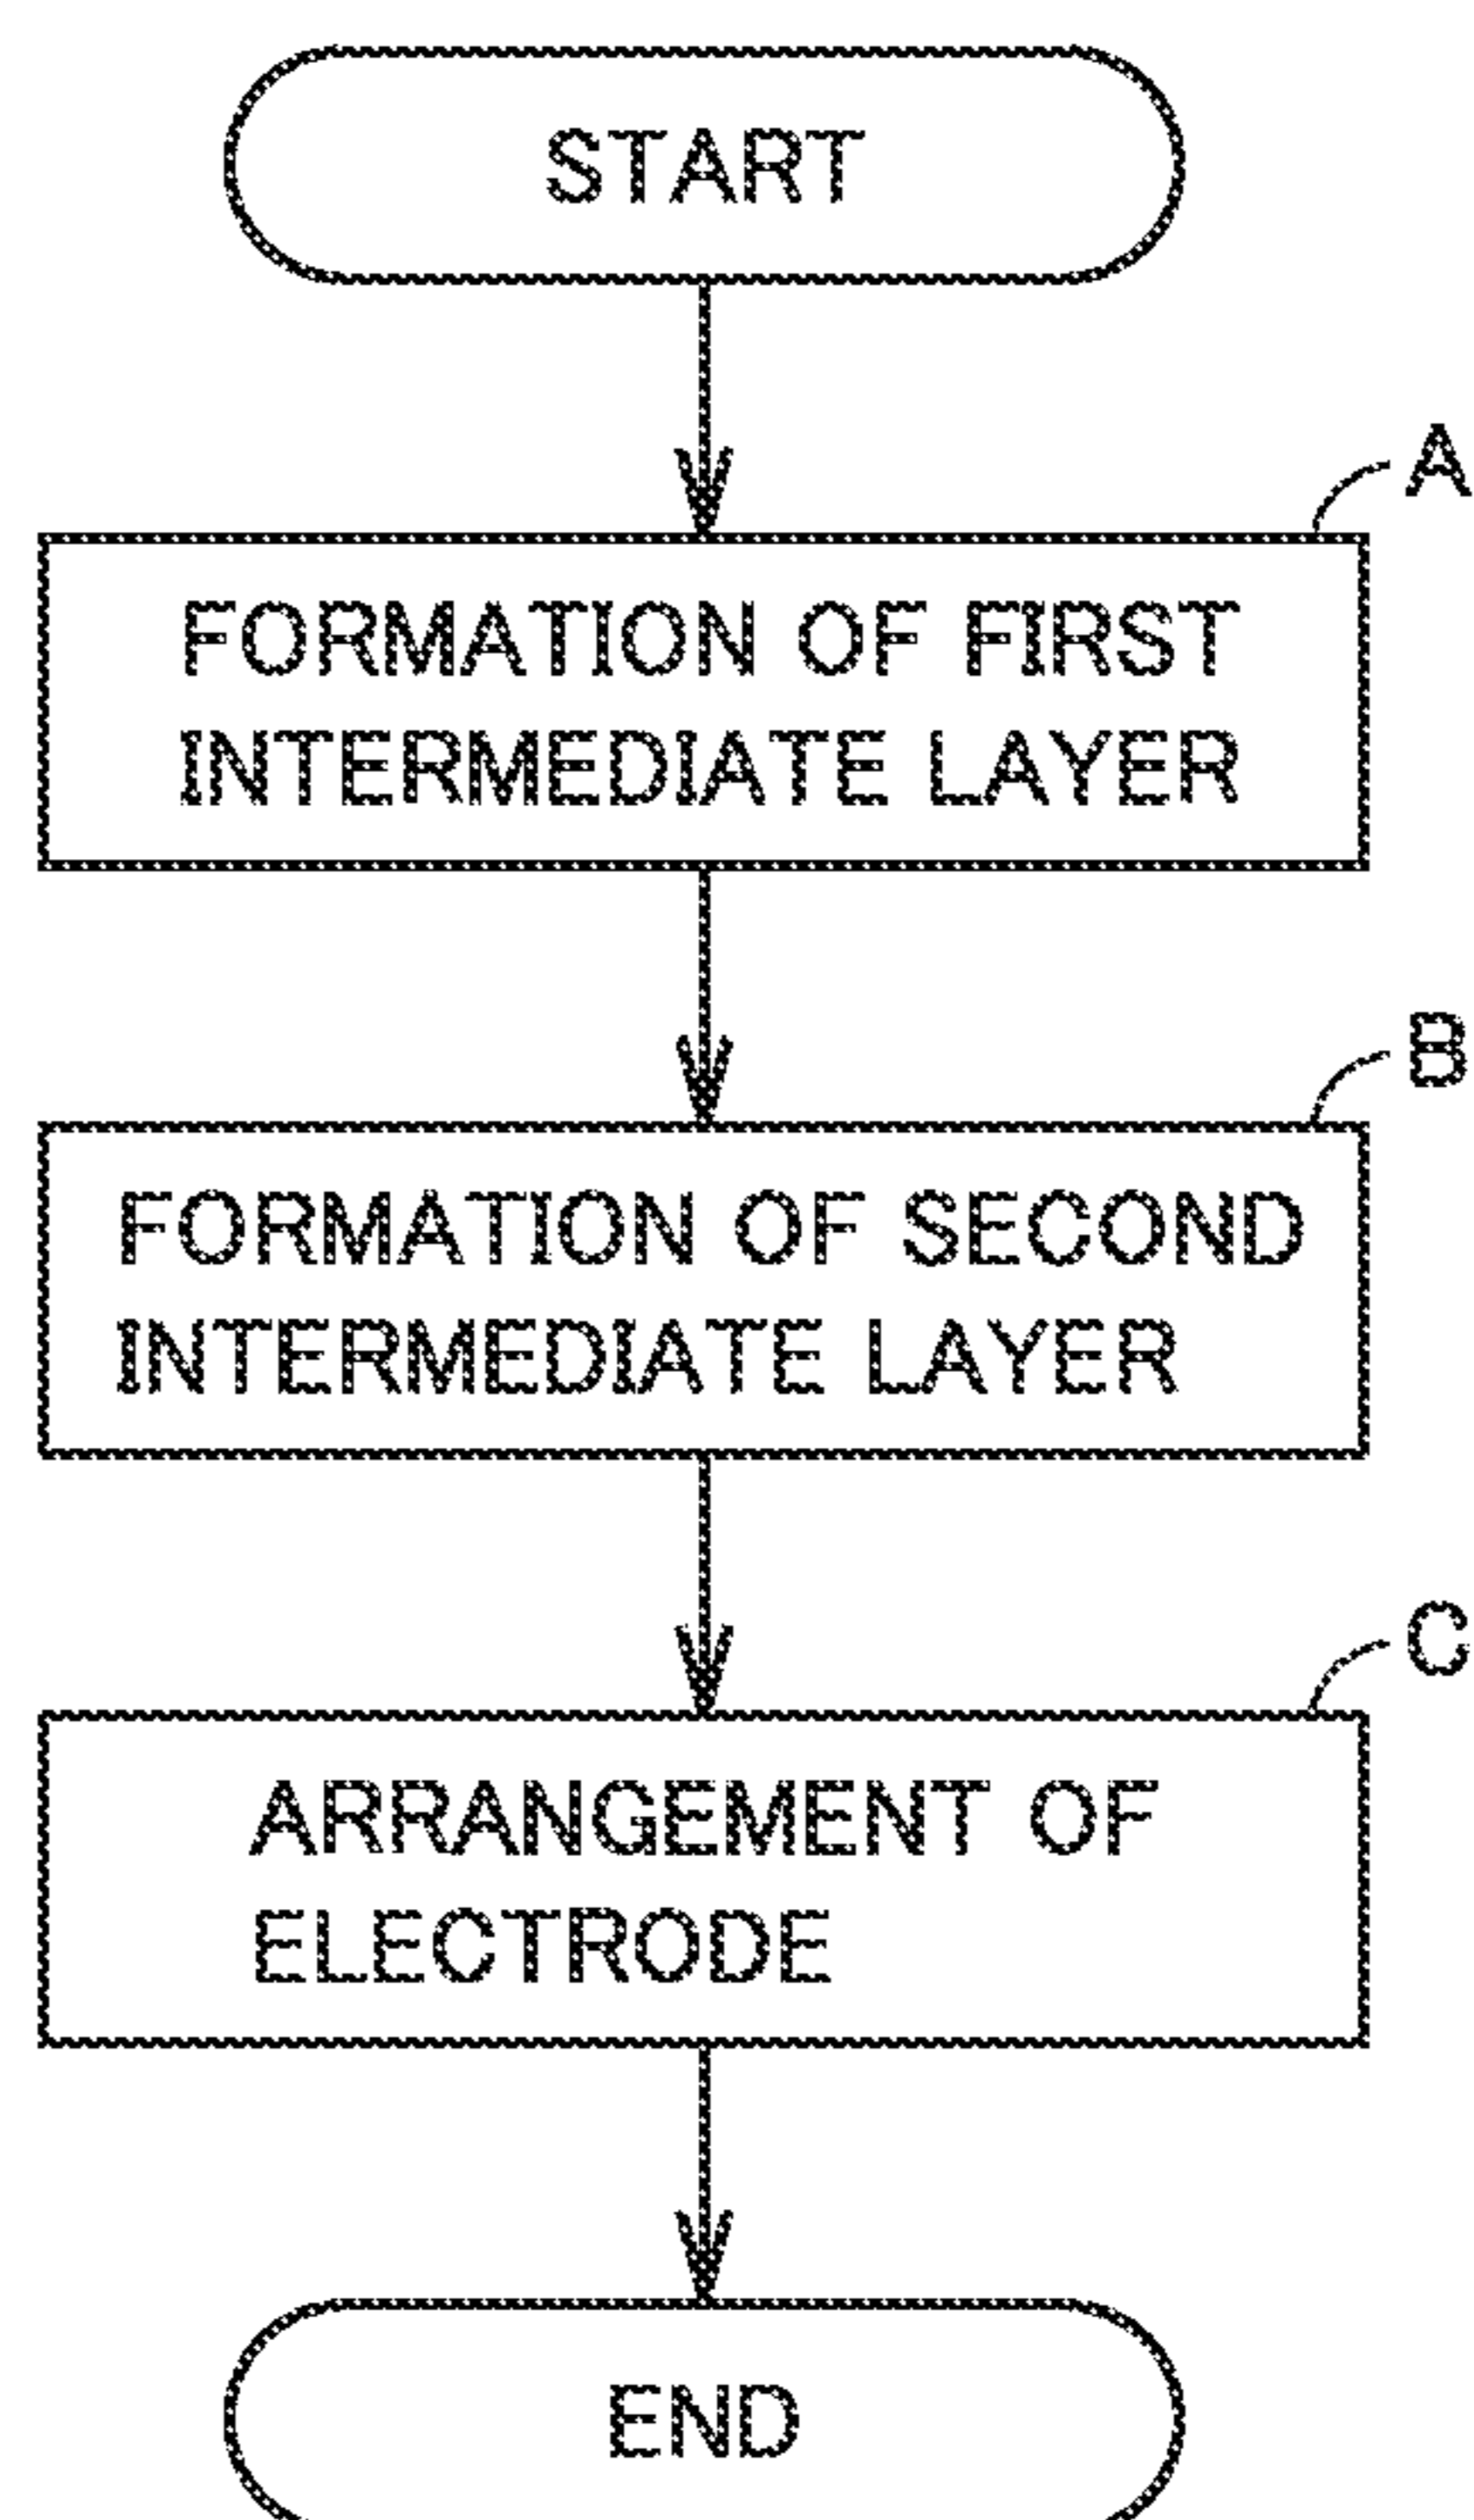 START
A
FORMATION OF FIRST
INTERMEDIATE LAYER
B
FORMATION OF SECOND
INTERMEDIATE LAYER
C
ARRANGEMENT OF
ELECTRODE
END